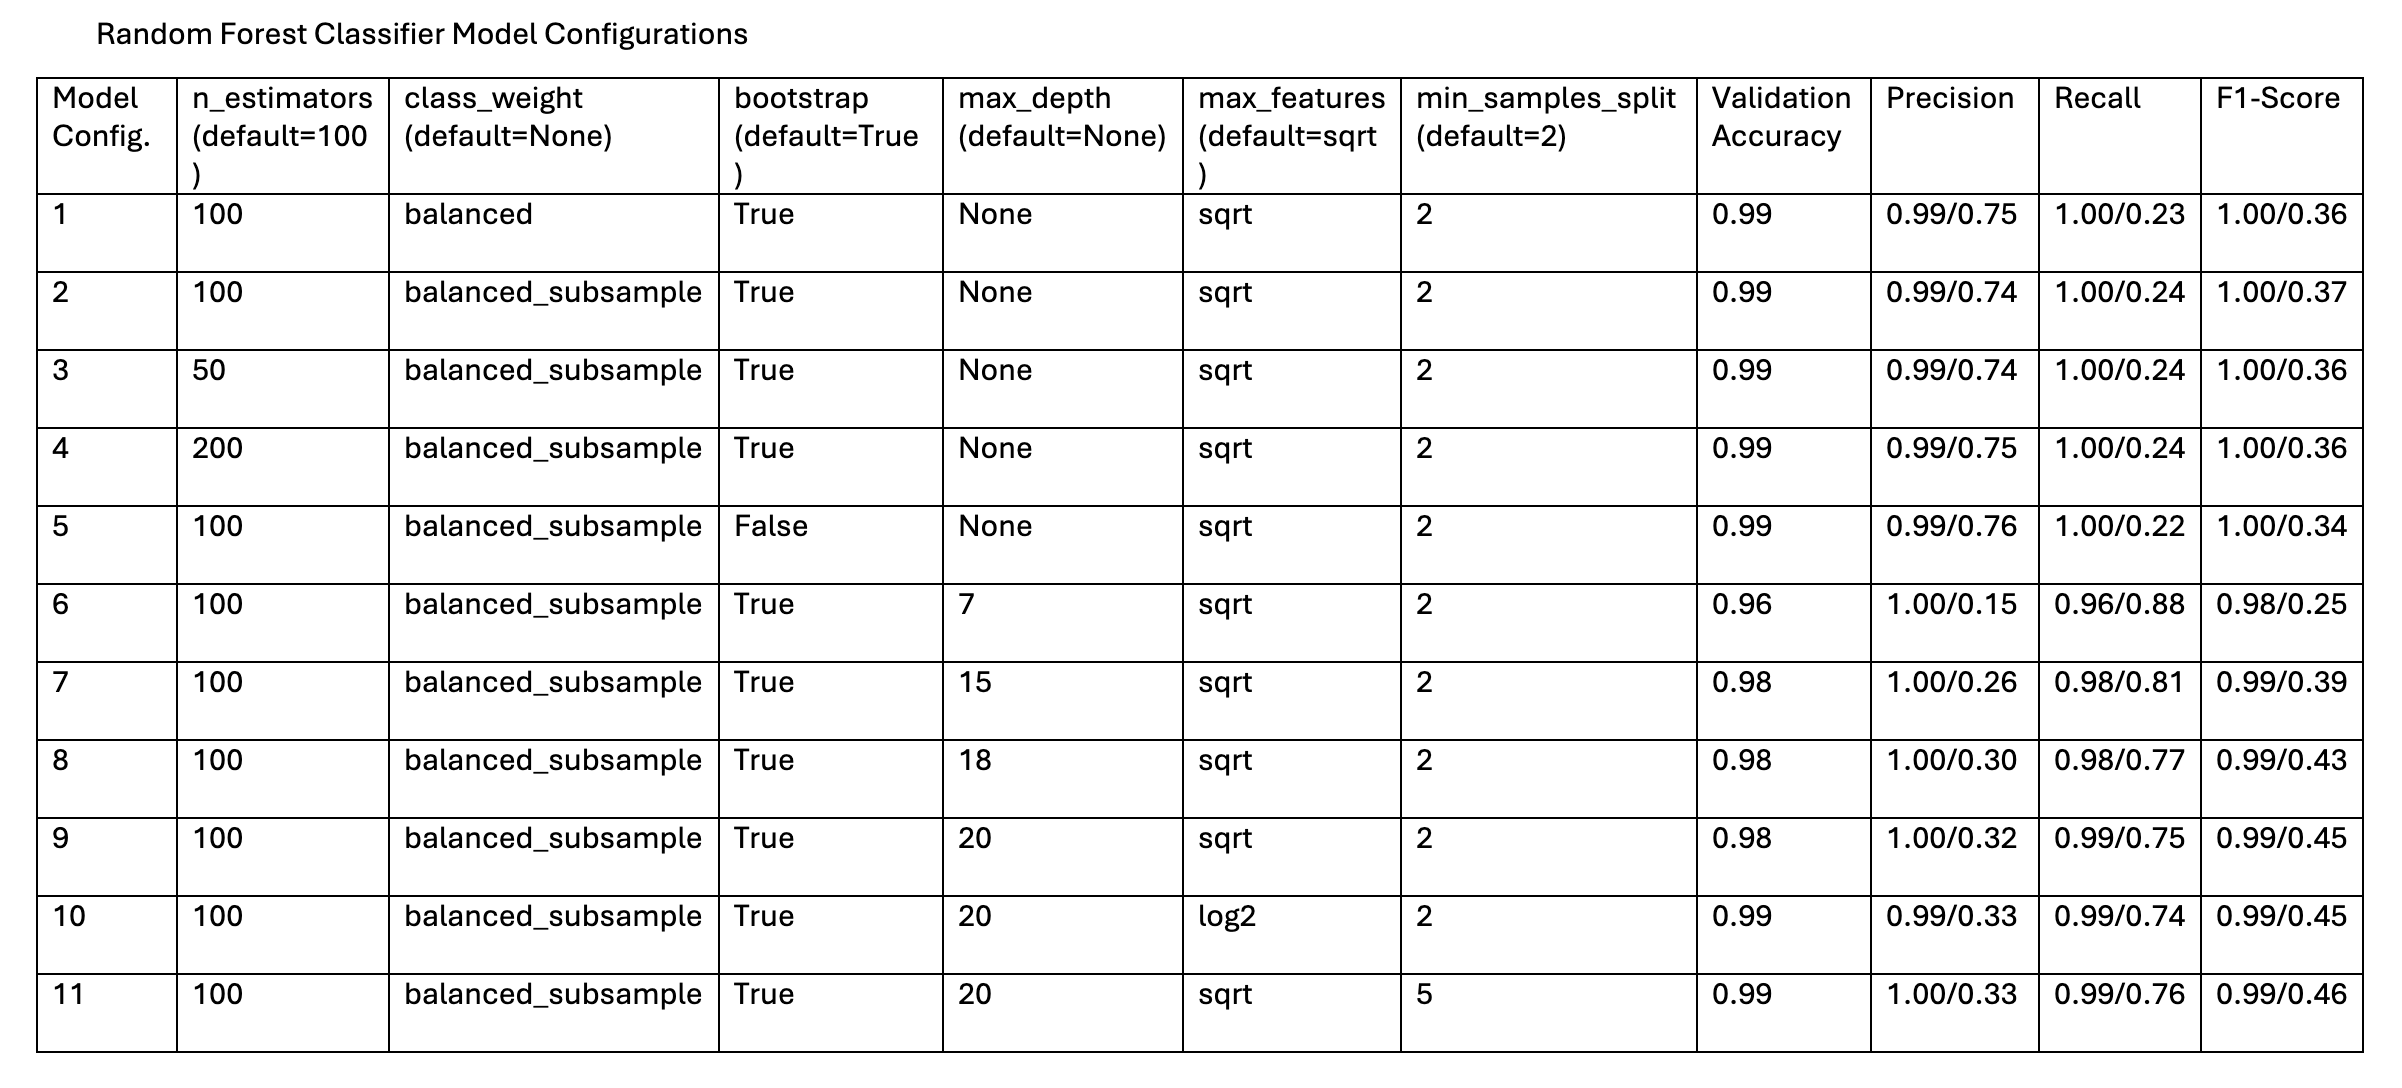 Random Forest Classifier Model Configurations
Model Config. n_estimators (default=100) class_weight (default=None) bootstrap (default=True) max_depth (default=None) max_features (default=sqrt) min_samples_split (default=2) Validation Accuracy Precision Recall F1-Score
1 100 balanced True None sqrt 2 0.99 0.99/0.75 1.00/0.23 1.00/0.36
2 100 balanced_subsample True None sqrt 2 0.99 0.99/0.74 1.00/0.24 1.00/0.37
3 50 balanced_subsample True None sqrt 2 0.99 0.99/0.74 1.00/0.24 1.00/0.36
4 200 balanced_subsample True None sqrt 2 0.99 0.99/0.75 1.00/0.24 1.00/0.36
5 100 balanced_subsample False None sqrt 2 0.99 0.99/0.76 1.00/0.22 1.00/0.34
6 100 balanced_subsample True 7 sqrt 2 0.96 1.00/0.15 0.96/0.88 0.98/0.25
7 100 balanced_subsample True 15 sqrt 2 0.98 1.00/0.26 0.98/0.81 0.99/0.39
8 100 balanced_subsample True 18 sqrt 2 0.98 1.00/0.30 0.98/0.77 0.99/0.43
9 100 balanced_subsample True 20 sqrt 2 0.98 1.00/0.32 0.99/0.75 0.99/0.45
10 100 balanced_subsample True 20 log2 2 0.99 0.99/0.33 0.99/0.74 0.99/0.45
11 100 balanced_subsample True 20 sqrt 5 0.99 1.00/0.33 0.99/0.76 0.99/0.46